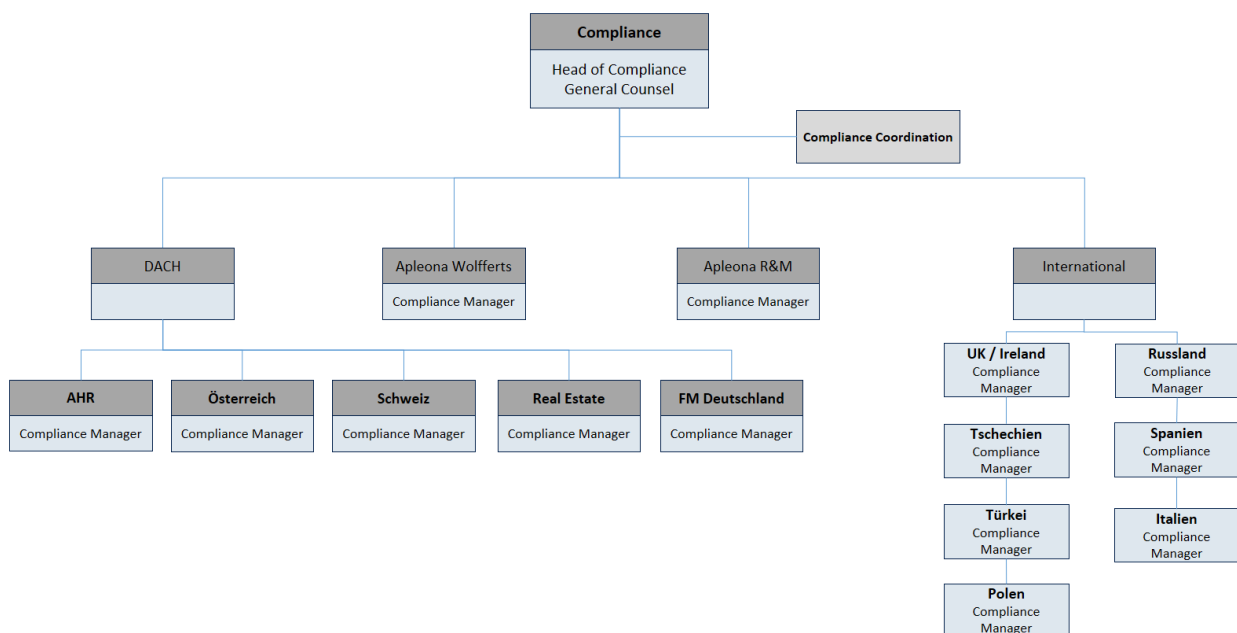 Compliance
Head of Compliance
General Counsel
Compliance Coordination
DACH
Apleona Wolfferts
Compliance Manager
Apleona R&M
Compliance Manager
International
AHR
Compliance Manager
Österreich
Compliance Manager
Schweiz
Compliance Manager
Real Estate
Compliance Manager
FM Deutschland
Compliance Manager
UK / Ireland
Compliance
Manager
Tschechien
Compliance
Manager
Türkei
Compliance
Manager
Polen
Compliance
Manager
Russland
Compliance
Manager
Spanien
Compliance
Manager
Italien
Compliance
Manager